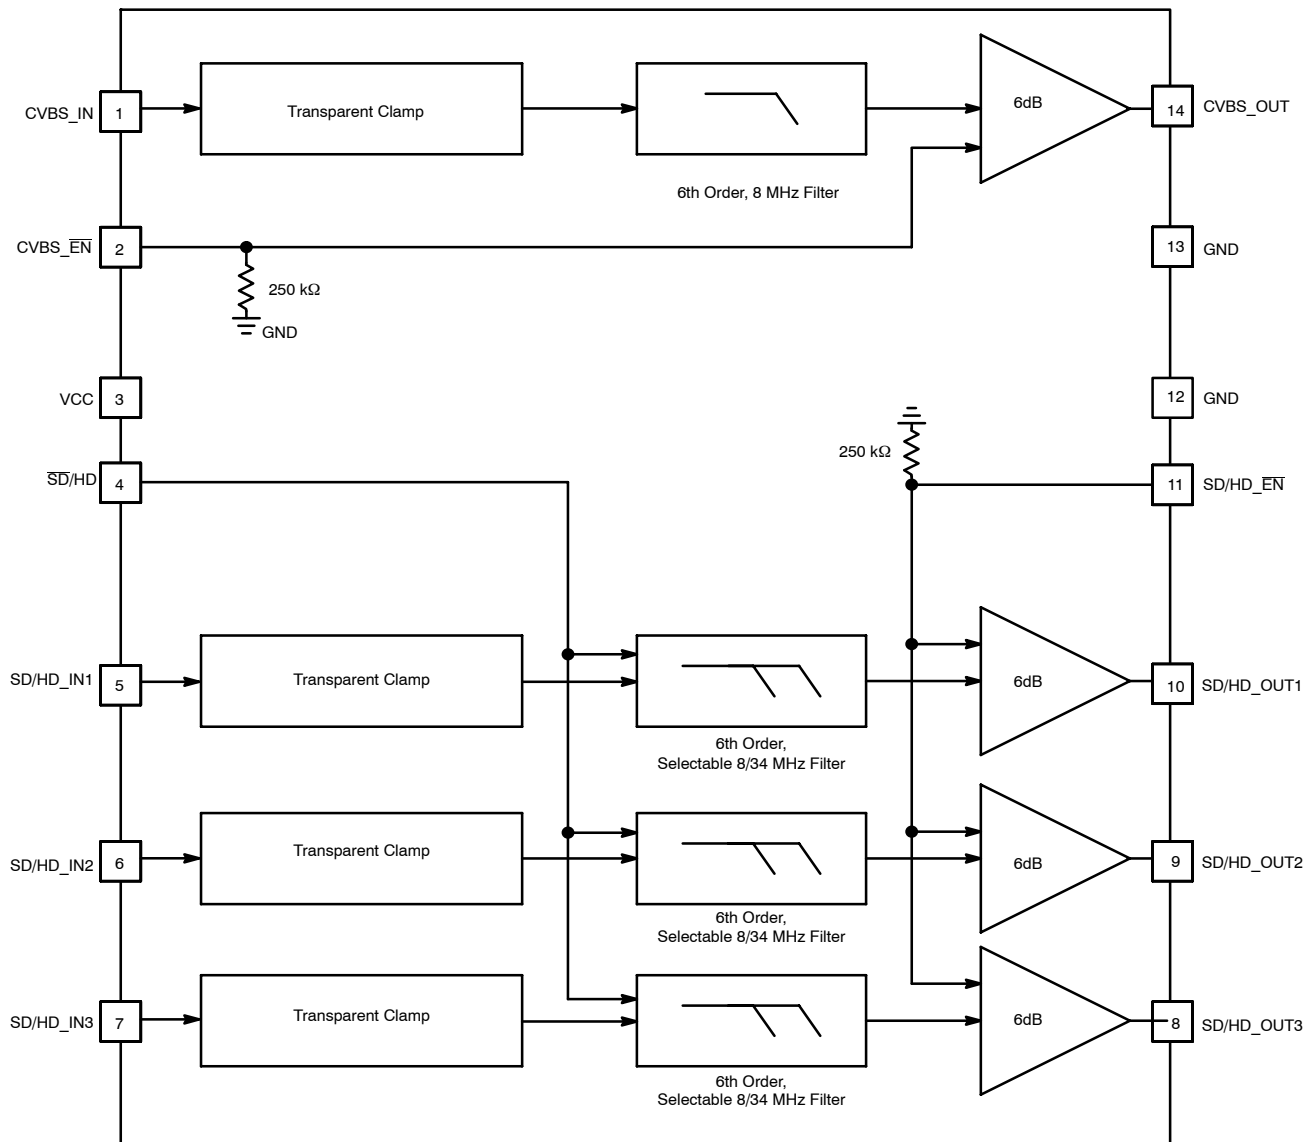 CVBS_IN
1
Transparent Clamp
6th Order, 8 MHz Filter
6dB
14
CVBS_OUT
CVBS_E̅N̅
2
250 kΩ
GND
13
GND
VCC
3
12
GND
S̅D̅/HD
4
250 kΩ
11
SD/HD_E̅N̅
SD/HD_IN1
5
Transparent Clamp
6th Order,
Selectable 8/34 MHz Filter
6dB
10
SD/HD_OUT1
SD/HD_IN2
6
Transparent Clamp
6th Order,
Selectable 8/34 MHz Filter
6dB
9
SD/HD_OUT2
SD/HD_IN3
7
Transparent Clamp
6th Order,
Selectable 8/34 MHz Filter
6dB
8
SD/HD_OUT3